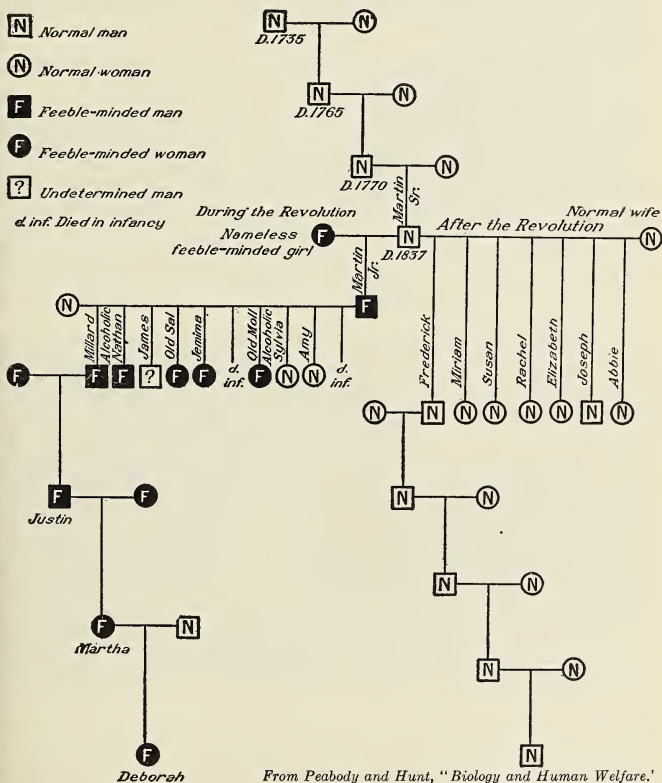 N Normal man
N Normal woman
F Feeble-minded man
F Feeble-minded woman
? Undetermined man
d. inf. Died in infancy
N N
D.1735
N N
D.1765
N N
D.1770
Martin Sr.
During the Revolution
Nameless
feeble-minded girl
F N
D.1837
After the Revolution
Normal wife
N
Martin Jr.
N F
Millard
Alcoholic
Nathan
James
Old Sal
Jemima
d. inf.
Old Moll
Alcoholic
Sylvia
Amy
d. inf.
F F F ? F F F N N
Frederick
Miriam
Susan
Rachel
Elizabeth
Joseph
Abbie
N N N N N N N N
F F
Justin
N N
N N
F N
Martha
N N
F
Deborah
N
From Peabody and Hunt, "Biology and Human Welfare."